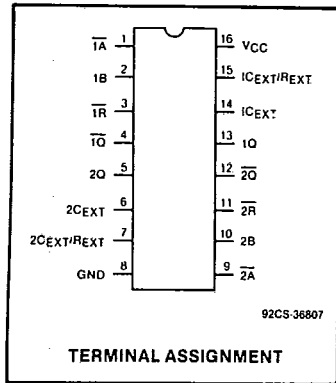 1A̅ 1 16 VCC
1B 2 15 1CEXT/REXT
1R̅ 3 14 1CEXT
1Q̅ 4 13 1Q
2Q 5 12 2Q̅
2CEXT 6 11 2R̅
2CEXT/REXT 7 10 2B
GND 8 9 2A̅
92CS-36807
TERMINAL ASSIGNMENT